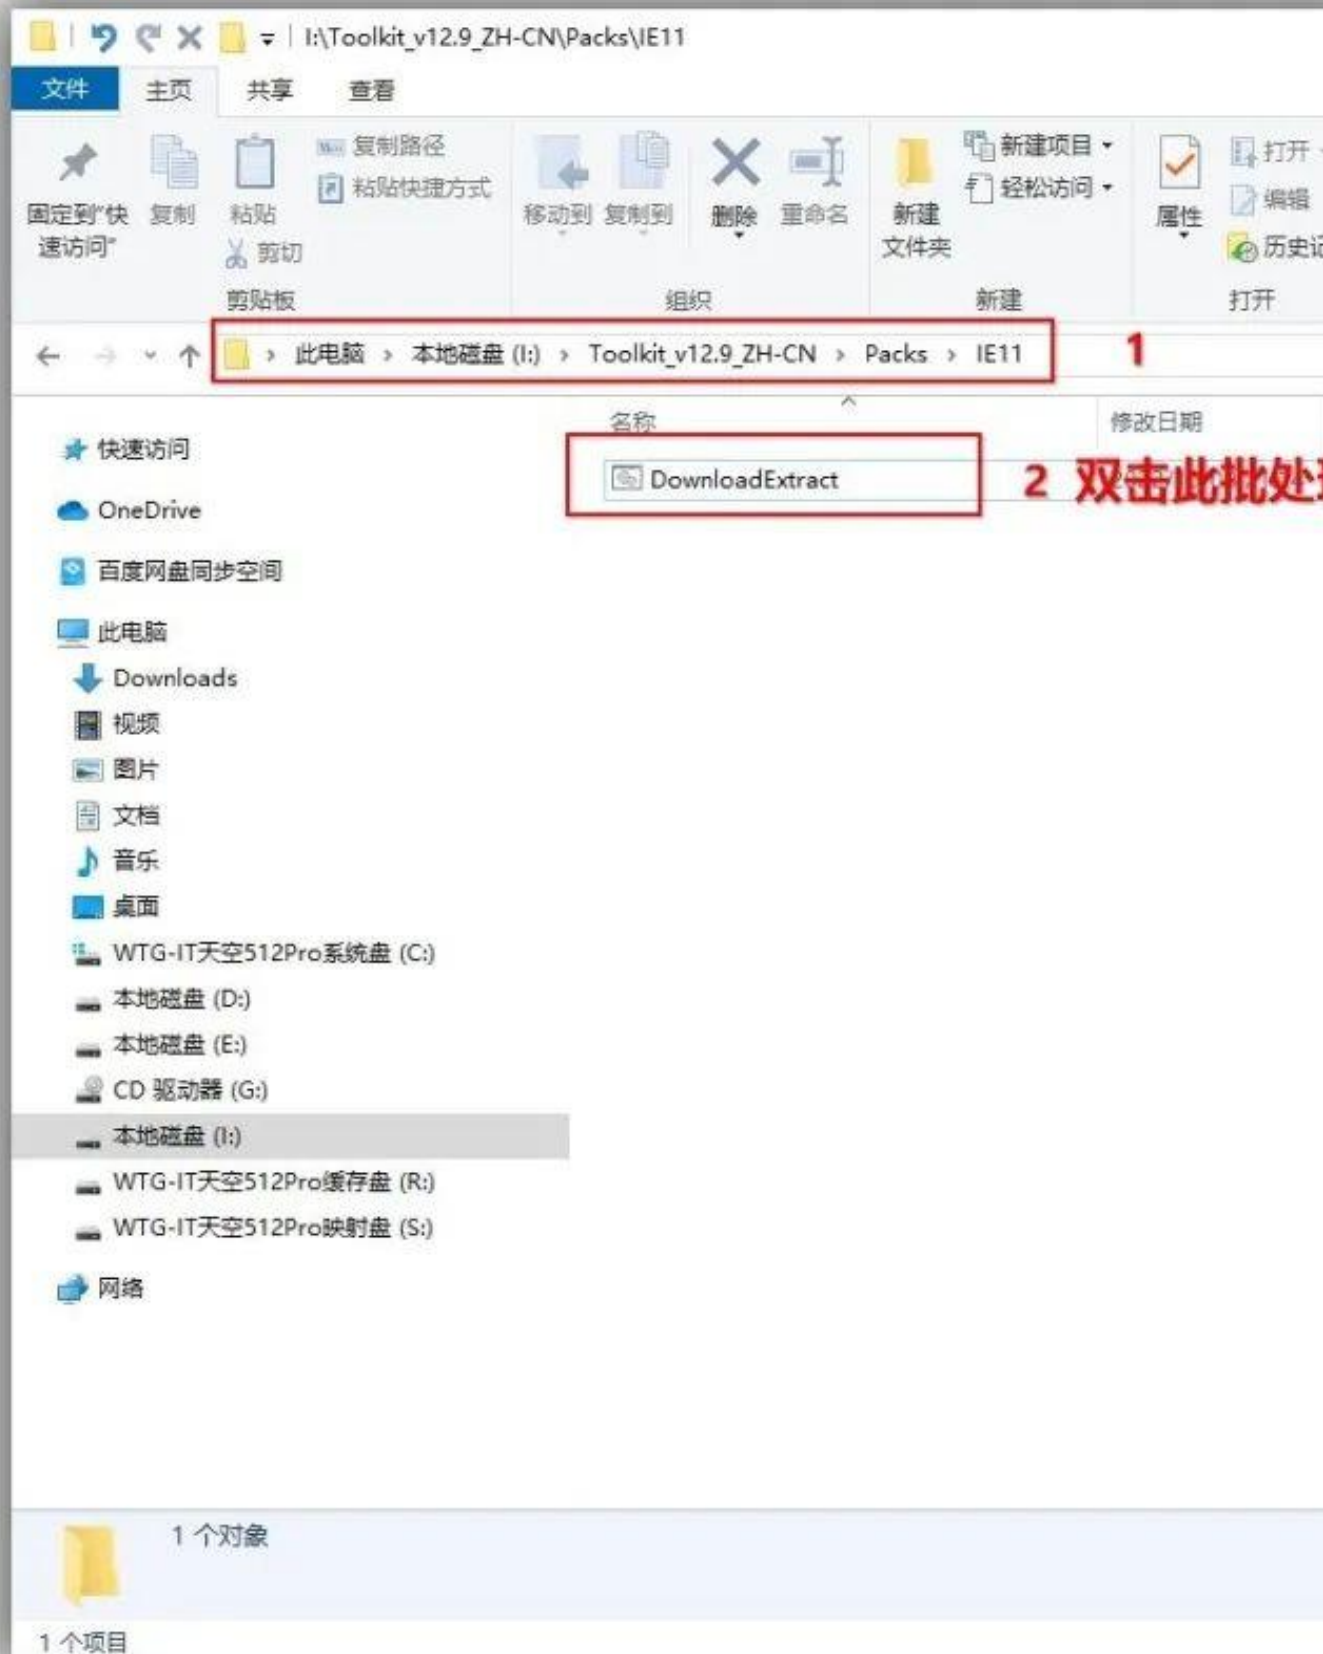 I:\Toolkit_v12.9_ZH-CN\Packs\IE11
文件 主页 共享 查看
复制路径
粘贴快捷方式
新建项目
轻松访问
打开
编辑
历史记
固定到"快
速访问"
复制
粘贴
剪切
移动到 复制到 删除 重命名
新建
文件夹
属性
剪贴板 组织 新建 打开
此电脑 › 本地磁盘 (I:) › Toolkit_v12.9_ZH-CN › Packs › IE11 1
名称 修改日期
DownloadExtract 2 双击此批处
快速访问
OneDrive
百度网盘同步空间
此电脑
Downloads
视频
图片
文档
音乐
桌面
WTG-IT天空512Pro系统盘 (C:)
本地磁盘 (D:)
本地磁盘 (E:)
CD 驱动器 (G:)
本地磁盘 (I:)
WTG-IT天空512Pro缓存盘 (R:)
WTG-IT天空512Pro映射盘 (S:)
网络
1 个对象
1 个项目